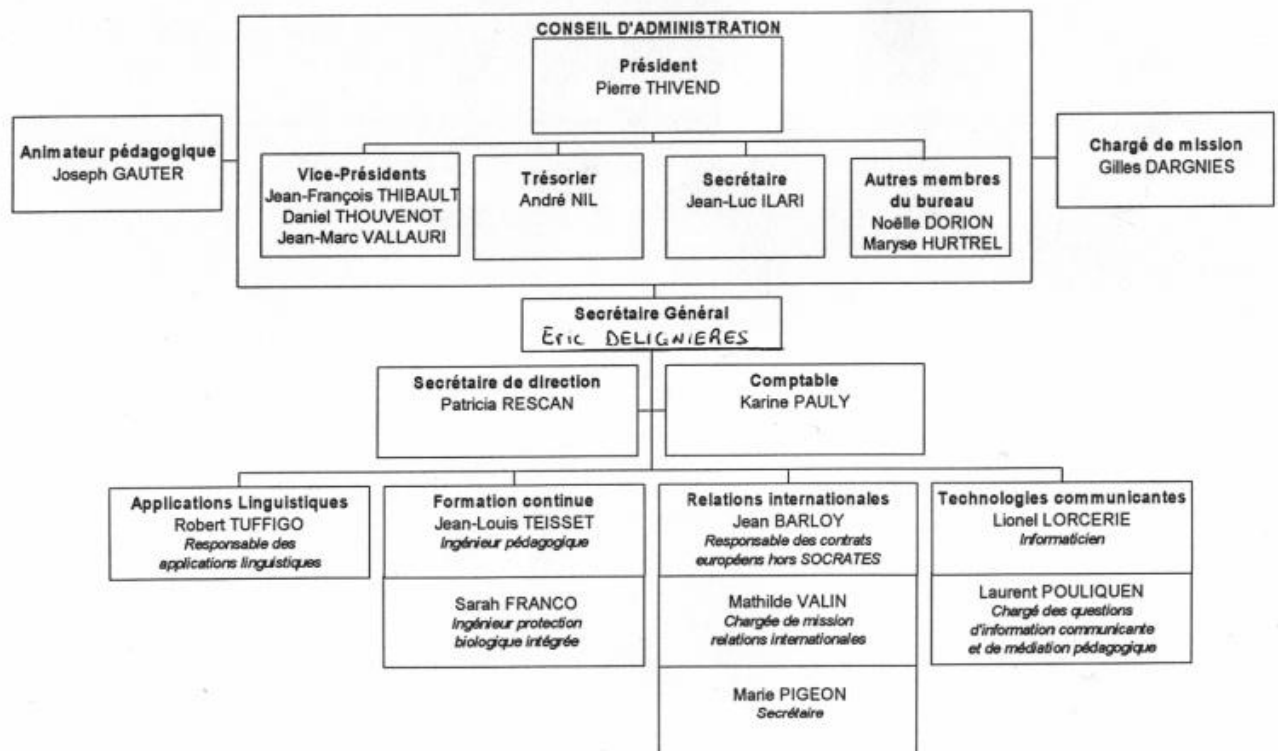 CONSEIL D'ADMINISTRATION
Président
Pierre THIVEND
Animateur pédagogique
Joseph GAUTER
Chargé de mission
Gilles DARGNIES
Vice-Présidents
Jean-François THIBAULT
Daniel THOUVENOT
Jean-Marc VALLAURI
Trésorier
André NIL
Secrétaire
Jean-Luc ILARI
Autres membres
du bureau
Noëlle DORION
Maryse HURTREL
Secrétaire Général
Eric DELIGNIERES
Secrétaire de direction
Patricia RESCAN
Comptable
Karine PAULY
Applications Linguistiques
Robert TUFFIGO
Responsable des
applications linguistiques
Formation continue
Jean-Louis TEISSET
Ingénieur pédagogique
Sarah FRANCO
Ingénieur protection
biologique intégrée
Relations internationales
Jean BARLOY
Responsable des contrats
européens hors SOCRATES
Mathilde VALIN
Chargée de mission
relations internationales
Marie PIGEON
Secrétaire
Technologies communicantes
Lionel LORCERIE
Informaticien
Laurent POULIQUEN
Chargé des questions
d'information communicante
et de médiation pédagogique